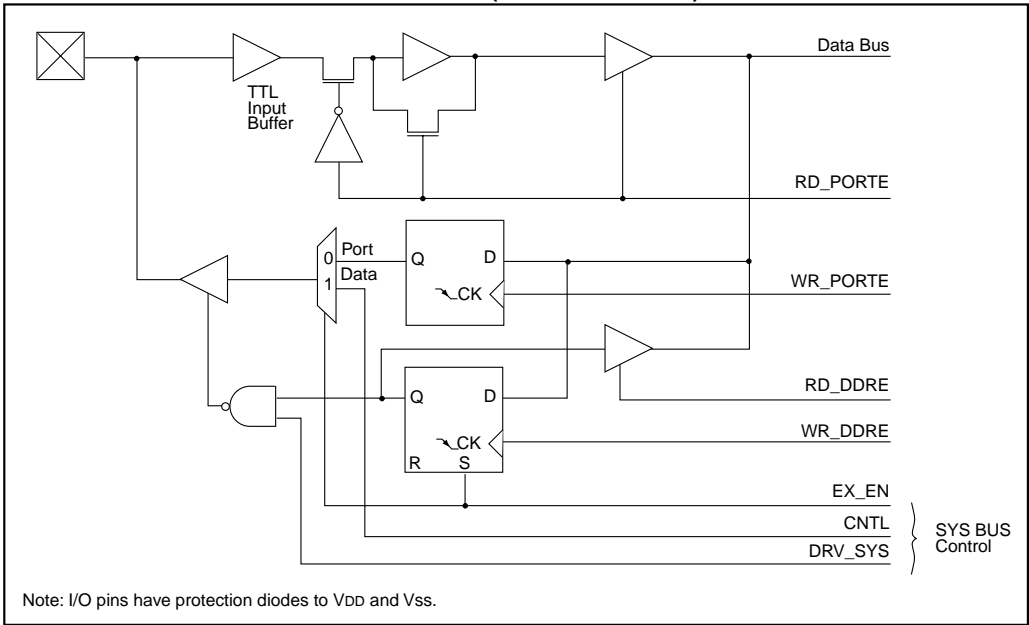 Data Bus
TTL
Input
Buffer
RD_PORTE
0
Port
Q
D
1
Data
CK
WR_PORTE
RD_DDRE
Q
D
WR_DDRE
CK
R
S
EX_EN
CNTL
SYS BUS
Control
DRV_SYS
Note: I/O pins have protection diodes to VDD and Vss.